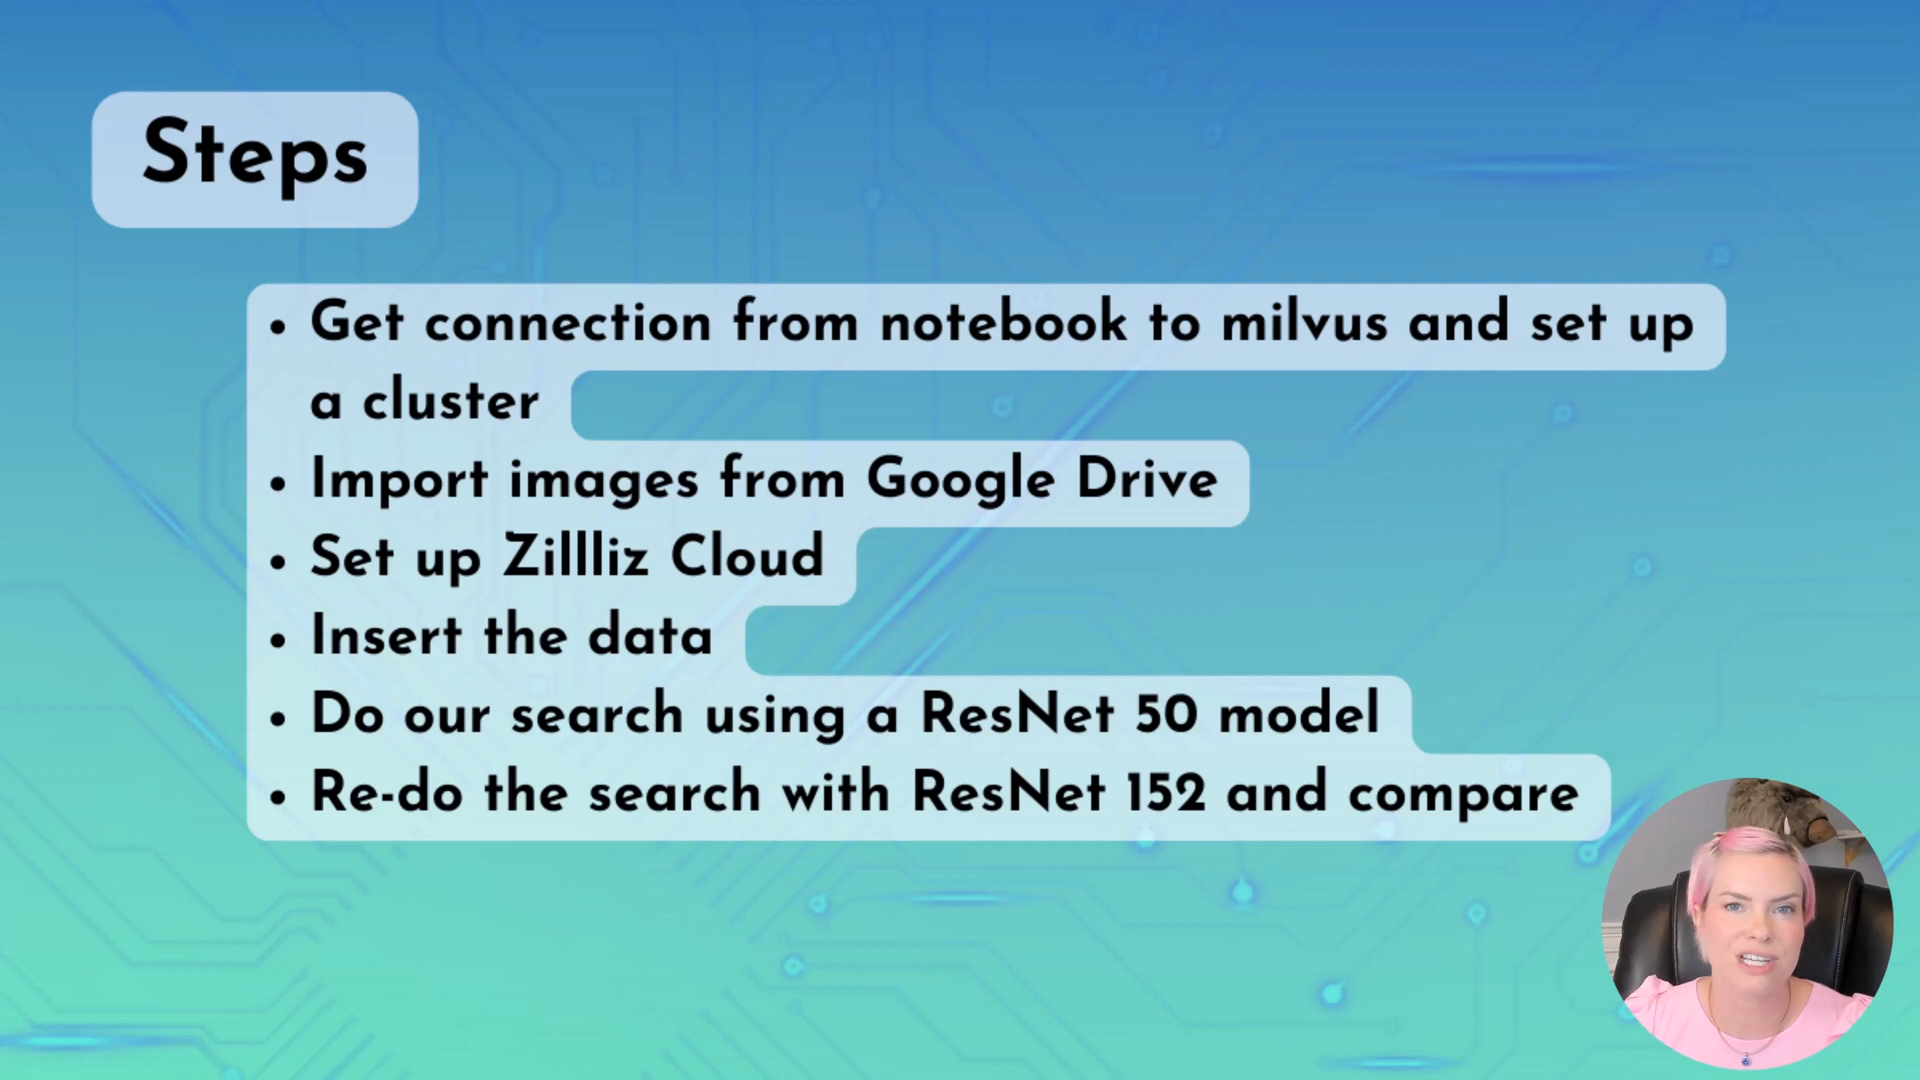 Steps
• Get connection from notebook to milvus and set up
a cluster
• Import images from Google Drive
• Set up Zillliz Cloud
• Insert the data
• Do our search using a ResNet 50 model
• Re-do the search with ResNet 152 and compare